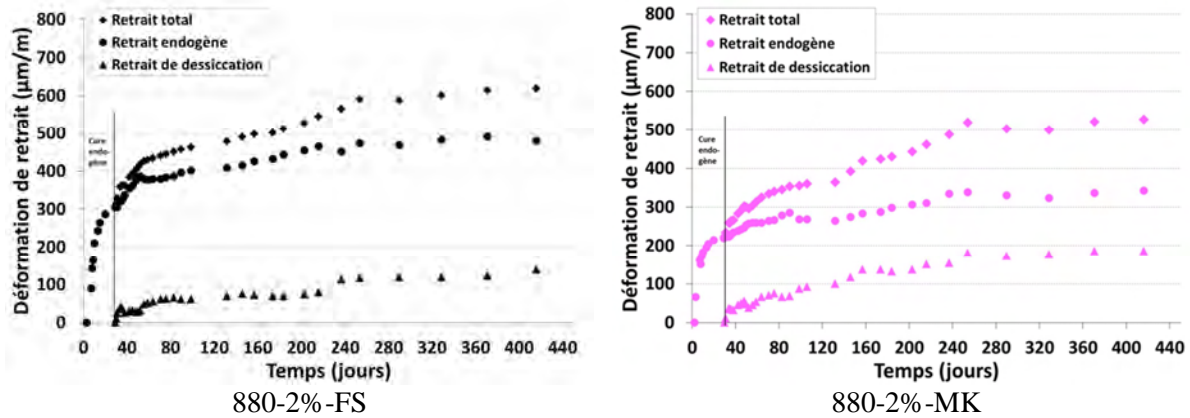 800
700
600
500
400
300
200
100
0
Déformation de retrait (µm/m)
Retrait total
Retrait endogène
Retrait de dessiccation
Cure
endo-
gène
0 40 80 120 160 200 240 280 320 360 400 440
Temps (jours)
880-2%-FS
800
700
600
500
400
300
200
100
0
Déformation de retrait (µm/m)
Retrait total
Retrait endogène
Retrait de dessiccation
Cure
endo-
gène
0 40 80 120 160 200 240 280 320 360 400 440
Temps (jours)
880-2%-MK